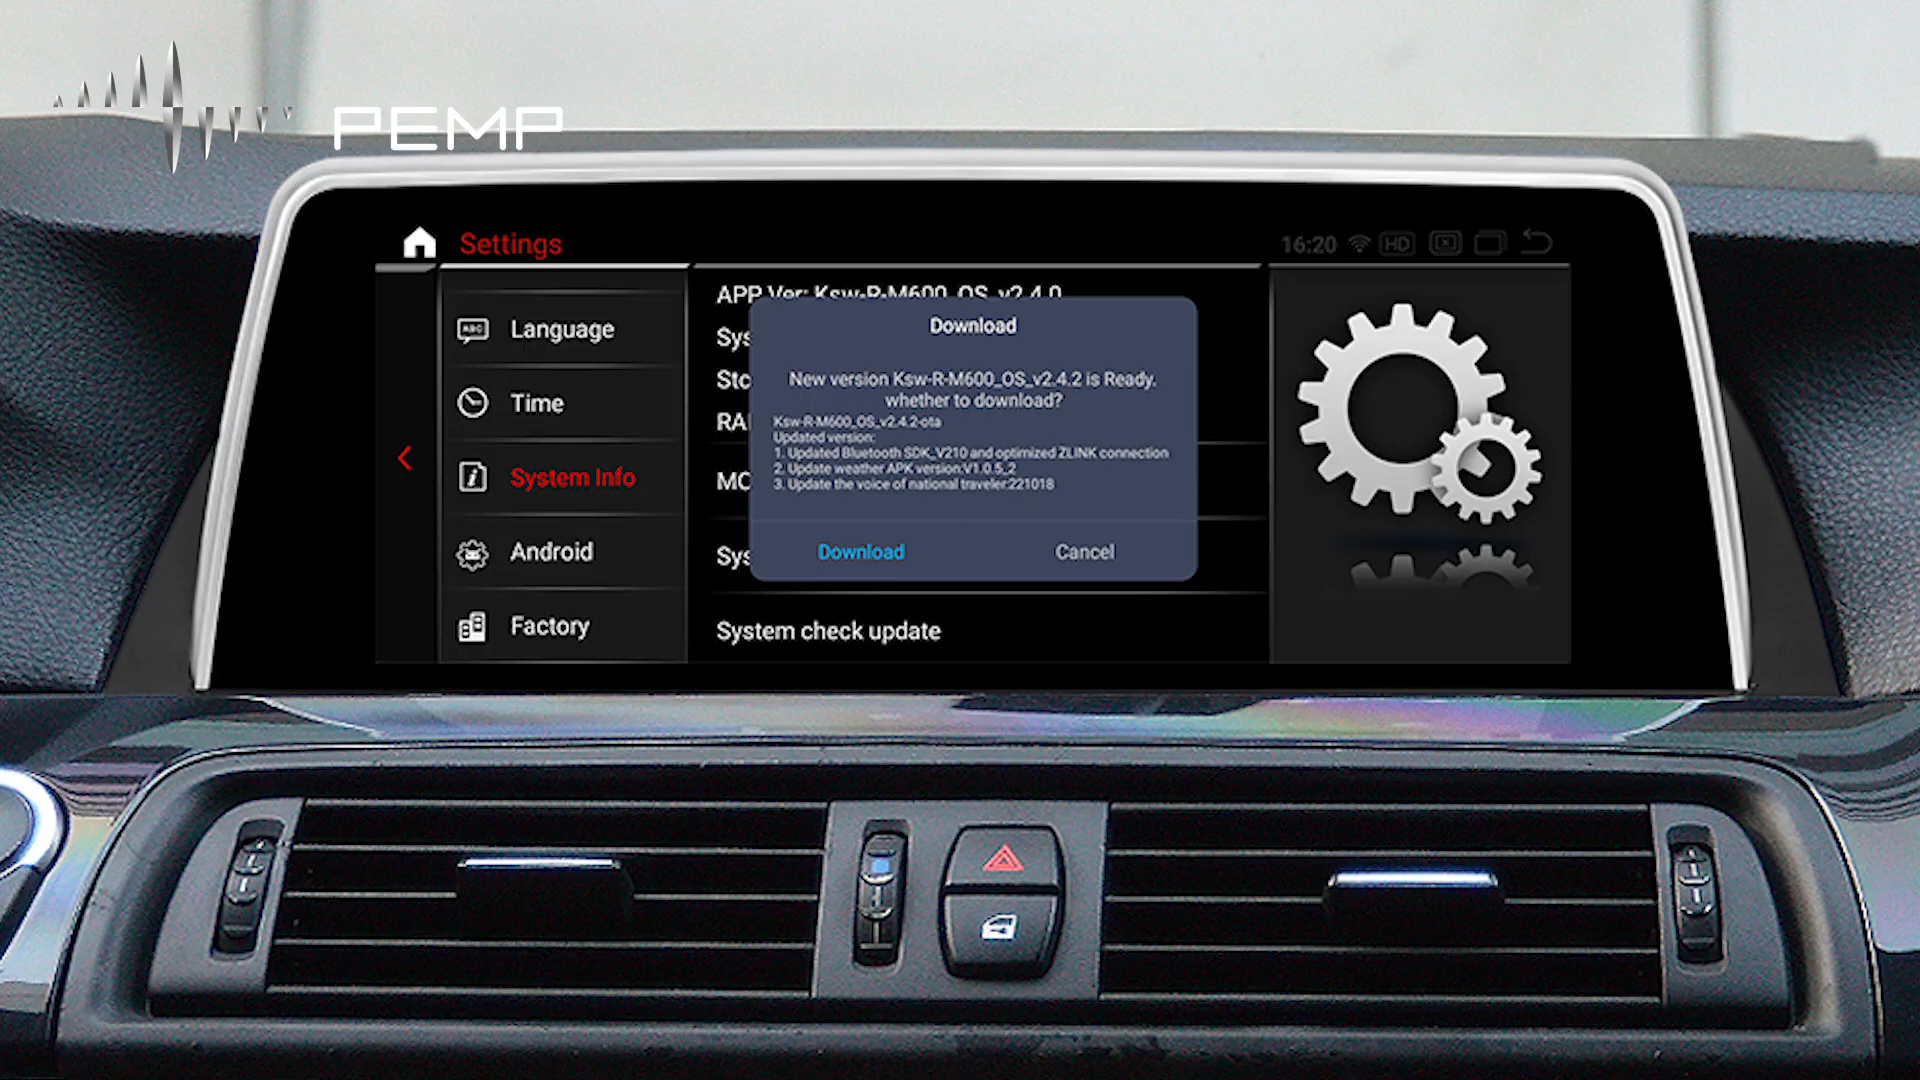 PEMP
Settings
16:20
HD
Language
Time
System Info
Android
Factory
APP Ver: Ksw-R-M600_OS_v2.4.0
Sys
Sto
RA
MC
Sys
System check update
Download
New version Ksw-R-M600_OS_v2.4.2 is Ready.
whether to download?
Ksw-R-M600_OS_v2.4.2-ota
Updated version:
1. Updated Bluetooth SDK_V210 and optimized ZLINK connection
2. Update weather APK version:V1.0.5_2
3. Update the voice of national traveler:221018
Download
Cancel